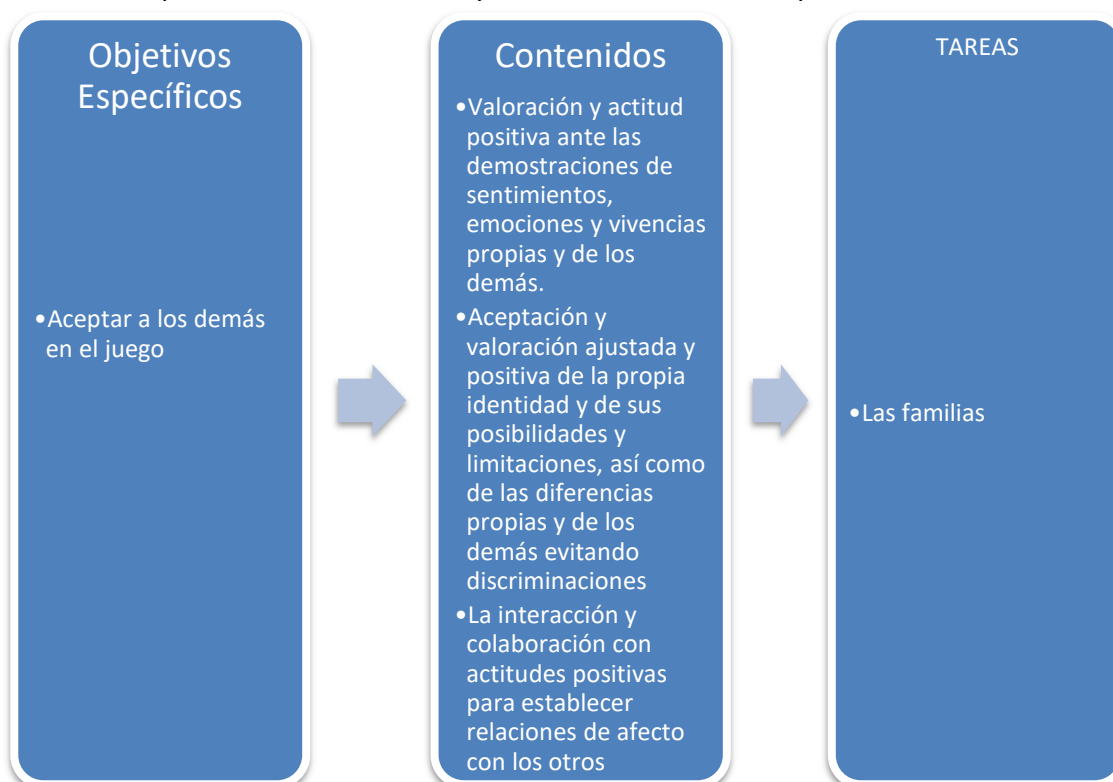 Objetivos
Específicos
•Aceptar a los demás
en el juego
Contenidos
•Valoración y actitud
positiva ante las
demostraciones de
sentimientos,
emociones y vivencias
propias y de los
demás.
•Aceptación y
valoración ajustada y
positiva de la propia
identidad y de sus
posibilidades y
limitaciones, así como
de las diferencias
propias y de los
demás evitando
discriminaciones
•La interacción y
colaboración con
actitudes positivas
para establecer
relaciones de afecto
con los otros
TAREAS
•Las familias